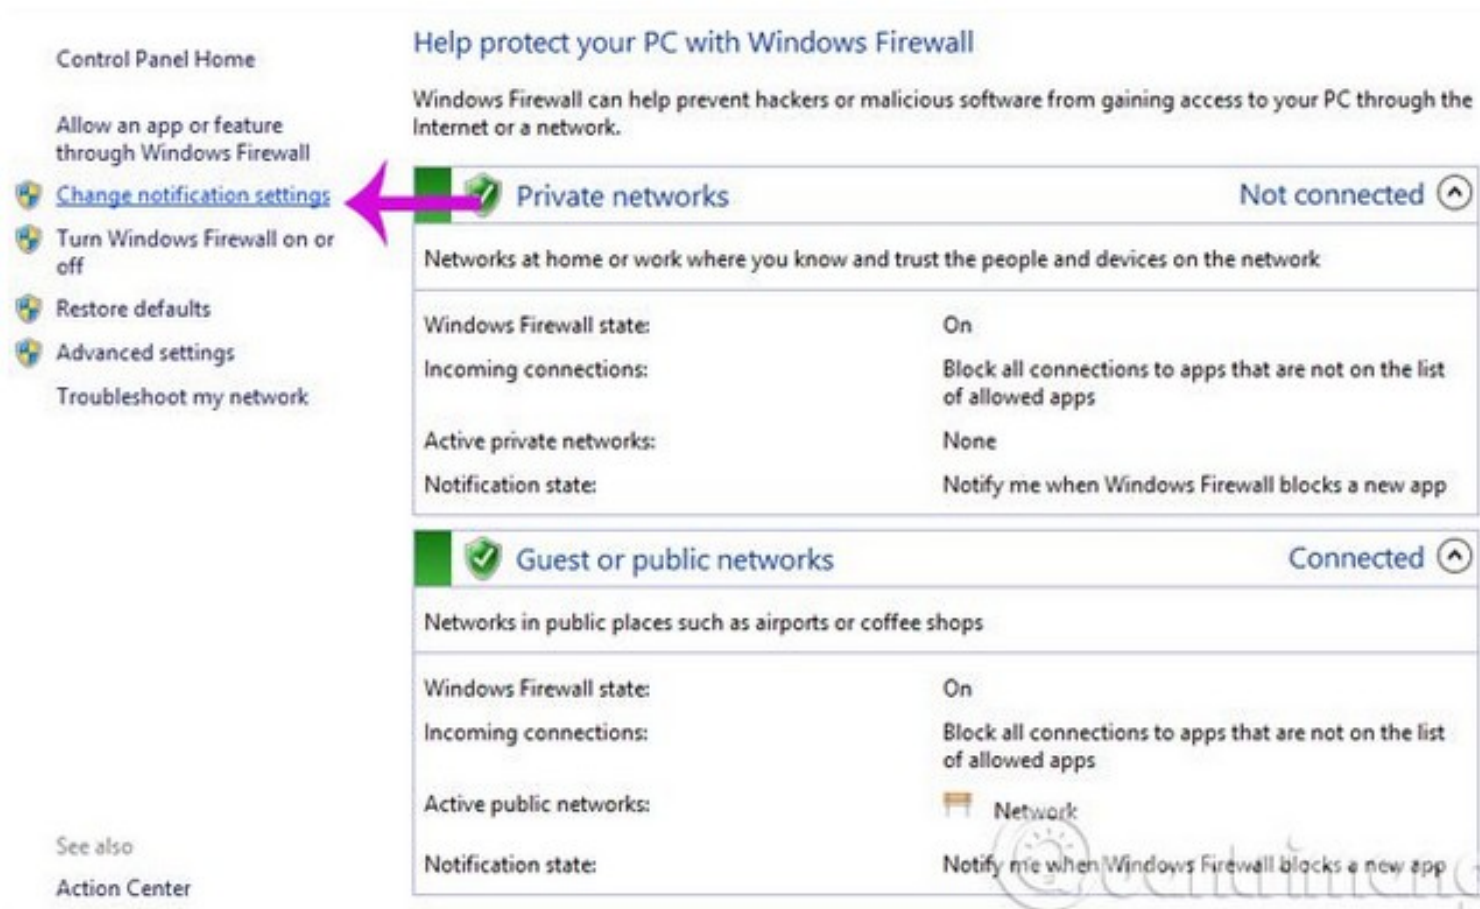 Control Panel Home
Allow an app or feature
through Windows Firewall
Change notification settings
Turn Windows Firewall on or
off
Restore defaults
Advanced settings
Troubleshoot my network
See also
Action Center
Help protect your PC with Windows Firewall
Windows Firewall can help prevent hackers or malicious software from gaining access to your PC through the
Internet or a network.
Private networks Not connected
Networks at home or work where you know and trust the people and devices on the network
Windows Firewall state: On
Incoming connections: Block all connections to apps that are not on the list
of allowed apps
Active private networks: None
Notification state: Notify me when Windows Firewall blocks a new app
Guest or public networks Connected
Networks in public places such as airports or coffee shops
Windows Firewall state: On
Incoming connections: Block all connections to apps that are not on the list
of allowed apps
Active public networks: Network
Notification state: Notify me when Windows Firewall blocks a new app